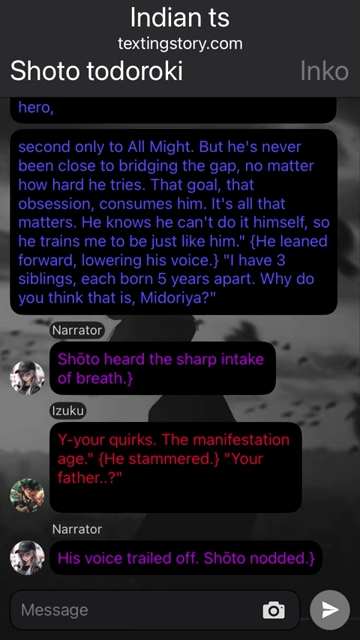 Indian ts
textingstory.com
Shoto todoroki Inko
hero,
second only to All Might. But he's never
been close to bridging the gap, no matter
how hard he tries. That goal, that
obsession, consumes him. It's all that
matters. He knows he can't do it himself, so
he trains me to be just like him." {He leaned
forward, lowering his voice.} "I have 3
siblings, each born 5 years apart. Why do
you think that is, Midoriya?"
Narrator
Shōto heard the sharp intake
of breath.}
Izuku
Y-your quirks. The manifestation
age." {He stammered.} "Your
father..?"
Narrator
His voice trailed off. Shōto nodded.}
Message